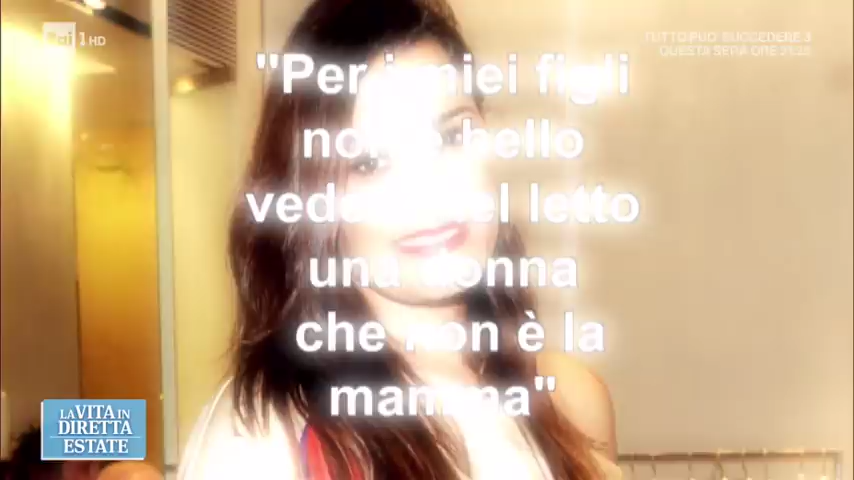 Rai 1 HD
TUTTO PUÒ SUCCEDERE 3
QUESTA SERA ORE 21:25
"Per i miei figli
non è bello
vedere nel letto
una donna
che non è la
mamma"
LA VITA IN
DIRETTA
ESTATE